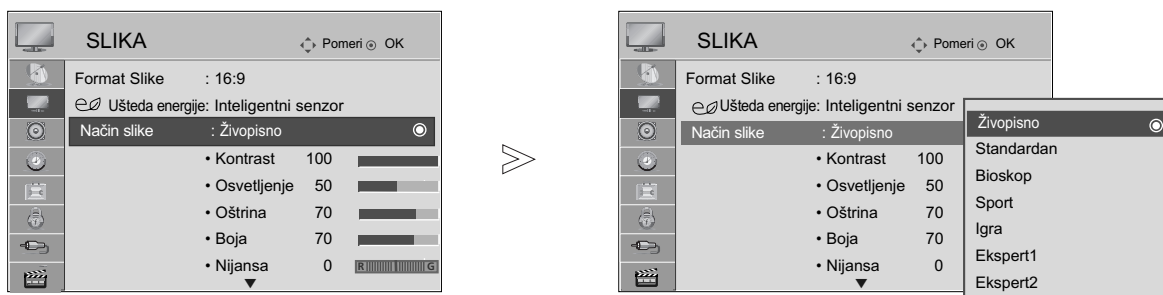 SLIKA Pomeri OK
Format Slike : 16:9
Ušteda energije: Inteligentni senzor
Način slike : Živopisno
• Kontrast 100
• Osvetljenje 50
• Oštrina 70
• Boja 70
• Nijansa 0 R G
SLIKA Pomeri OK
Format Slike : 16:9
Ušteda energije: Inteligentni senzor
Način slike : Živopisno
• Kontrast 100
• Osvetljenje 50
• Oštrina 70
• Boja 70
• Nijansa 0
Živopisno
Standardan
Bioskop
Sport
Igra
Ekspert1
Ekspert2